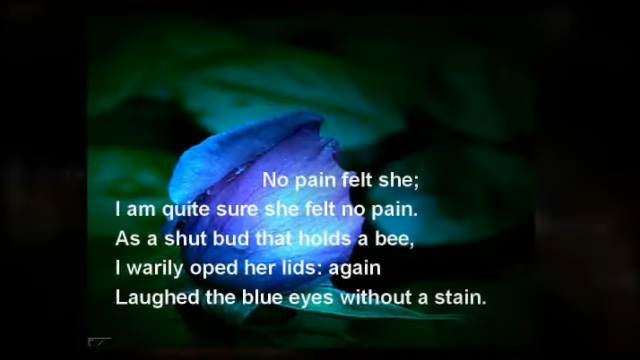 No pain felt she;
I am quite sure she felt no pain.
As a shut bud that holds a bee,
I warily oped her lids: again
Laughed the blue eyes without a stain.